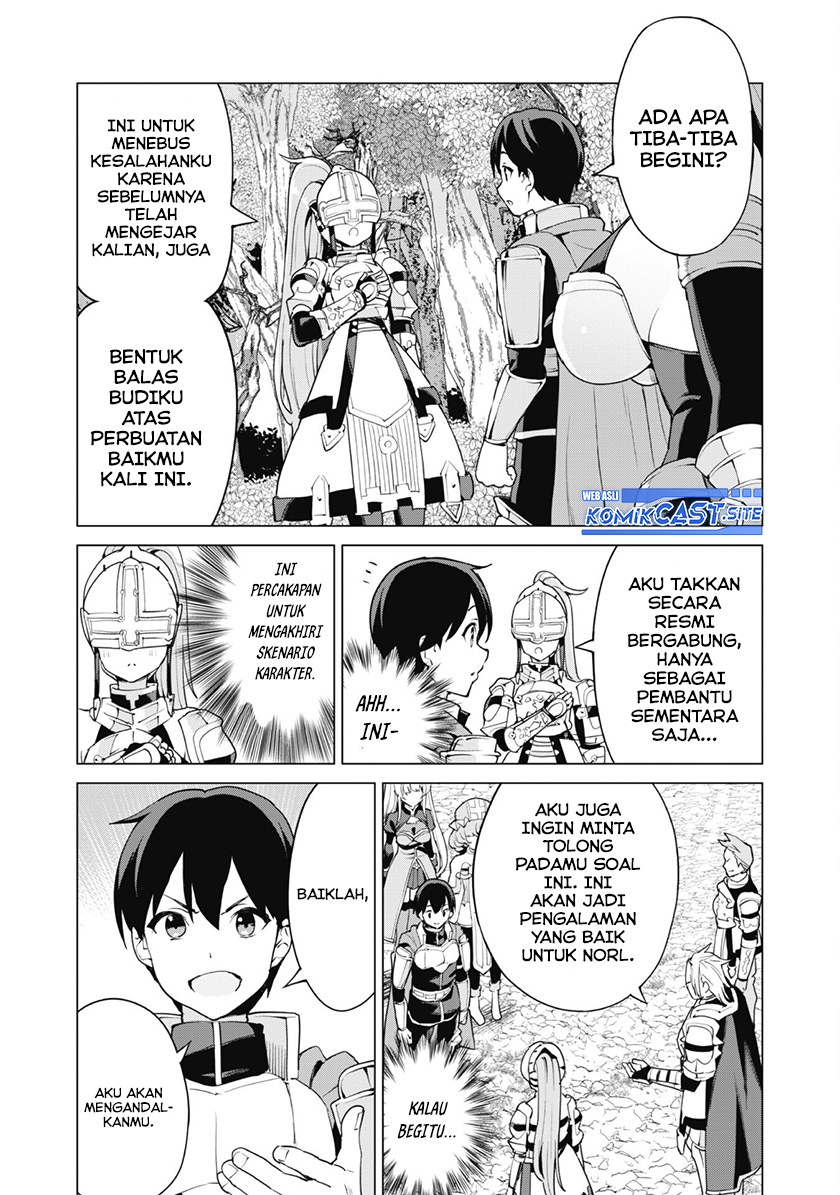 ADA APA
TIBA-TIBA
BEGINI?
INI UNTUK
MENEBUS
KESALAHANKU
KARENA
SEBELUMNYA
TELAH
MENGEJAR
KALIAN, JUGA
BENTUK
BALAS
BUDIKU
ATAS
PERBUATAN
BAIKMU
KALI INI.
WEB ASLI
KOMIKCAST.SITE
AKU TAKKAN
SECARA
RESMI
BERGABUNG,
HANYA
SEBAGAI
PEMBANTU
SEMENTARA
SAJA...
AHH...
INI-
INI
PERCAKAPAN
UNTUK
MENGAKHIRI
SKENARIO
KARAKTER.
AKU JUGA
INGIN MINTA
TOLONG
PADAMU SOAL
INI. INI
AKAN JADI
PENGALAMAN
YANG BAIK
UNTUK NORL.
KALAU
BEGITU...
BAIKLAH,
AKU AKAN
MENGANDAL-
KANMU.